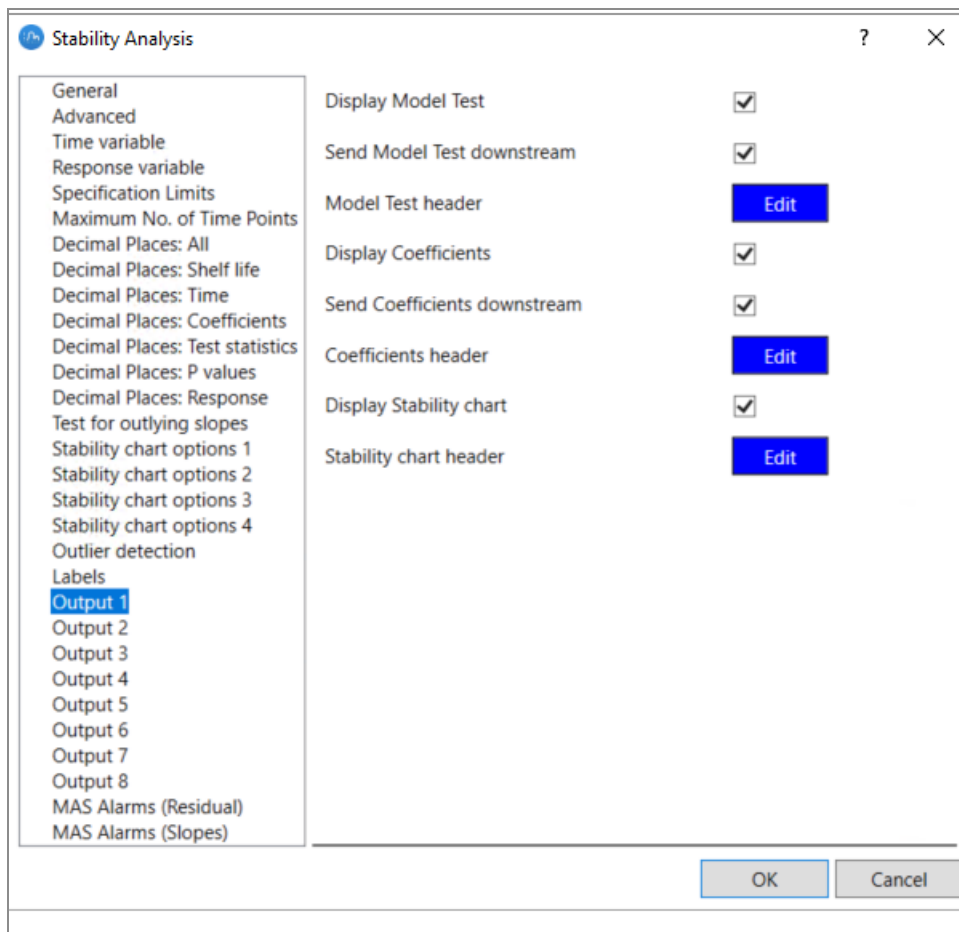 Stability Analysis
?
General
Advanced
Time variable
Response variable
Specification Limits
Maximum No. of Time Points
Decimal Places: All
Decimal Places: Shelf life
Decimal Places: Time
Decimal Places: Coefficients
Decimal Places: Test statistics
Decimal Places: P values
Decimal Places: Response
Test for outlying slopes
Stability chart options 1
Stability chart options 2
Stability chart options 3
Stability chart options 4
Outlier detection
Labels
Output 1
Output 2
Output 3
Output 4
Output 5
Output 6
Output 7
Output 8
MAS Alarms (Residual)
MAS Alarms (Slopes)
Display Model Test
Send Model Test downstream
Model Test header Edit
Display Coefficients
Send Coefficients downstream
Coefficients header Edit
Display Stability chart
Stability chart header Edit
OK Cancel